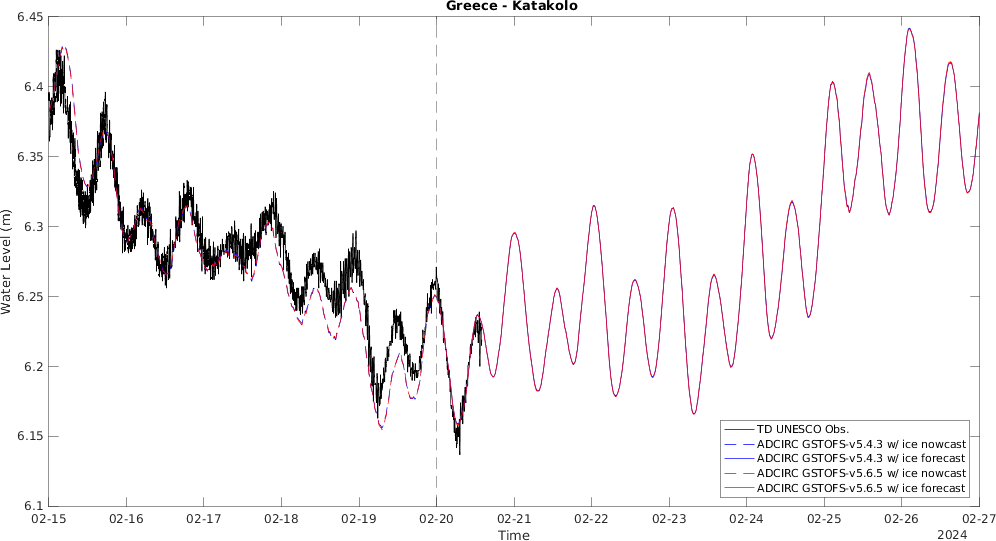 Greece - Katakolo
Water Level (m)
6.45
6.4
6.35
6.3
6.25
6.2
6.15
6.1
02-15 02-16 02-17 02-18 02-19 02-20 02-21 02-22 02-23 02-24 02-25 02-26 02-27
Time
2024
TD UNESCO Obs.
ADCIRC GSTOFS-v5.4.3 w/ ice nowcast
ADCIRC GSTOFS-v5.4.3 w/ ice forecast
ADCIRC GSTOFS-v5.6.5 w/ ice nowcast
ADCIRC GSTOFS-v5.6.5 w/ ice forecast